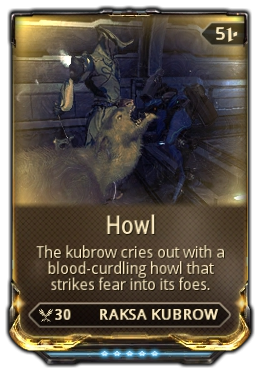 51
Howl
The kubrow cries out with a
blood-curdling howl that
strikes fear into its foes.
30 RAKSA KUBROW